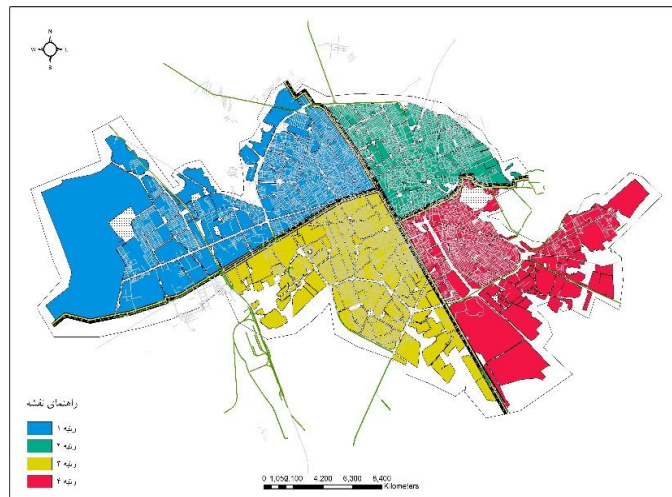 N
W
S
راهنمای نقشه
رتبه ۱
رتبه ۲
رتبه ۳
رتبه ۴
0 1,050 2,100 4,200 6,300 8,400
Kilometers